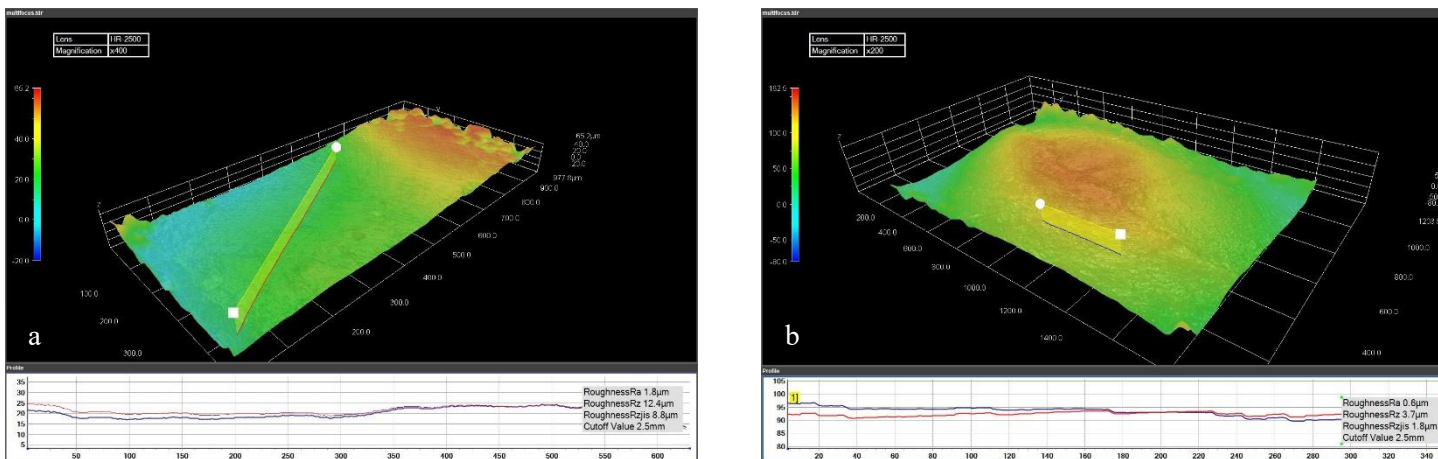 multifocus.tdr
Lens HR-2500
Magnification x400
65.2
40.0
20.0
0.0
-20.0
100.0
200.0
300.0
200.0
300.0
400.0
500.0
600.0
700.0
800.0
900.0
977.8μm
65.2μm
a
Profile
35
30
25
20
15
10
5
50 100 150 200 250 300 350 400 450 500 550 600
RoughnessRa 1.8μm
RoughnessRz 12.4μm
RoughnessRzjis 8.8μm
Cutoff Value 2.5mm
multifocus.tdr
Lens HR-2500
Magnification x200
100.0
50.0
0.0
-50.0
-80.0
Z
200.0
400.0
600.0
800.0
1000.0
1200.0
1400.0
1000.0
800.0
600.0
400.0
b
Profile
1]
105
100
95
90
80
20 40 60 80 100 120 140 160 180 200 220 240 260 280 300 320 340
RoughnessRa 0.6μm
RoughnessRz 3.7μm
RoughnessRzjis 1.8μm
Cutoff Value 2.5mm